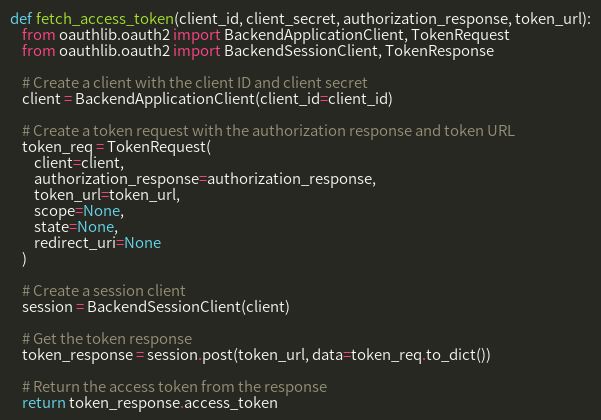 def fetch_access_token(client_id, client_secret, authorization_response, token_url):
from oauthlib.oauth2 import BackendApplicationClient, TokenRequest
from oauthlib.oauth2 import BackendSessionClient, TokenResponse
# Create a client with the client ID and client secret
client = BackendApplicationClient(client_id=client_id)
# Create a token request with the authorization response and token URL
token_req = TokenRequest(
client=client,
authorization_response=authorization_response,
token_url=token_url,
scope=None,
state=None,
redirect_uri=None
)
# Create a session client
session = BackendSessionClient(client)
# Get the token response
token_response = session.post(token_url, data=token_req.to_dict())
# Return the access token from the response
return token_response.access_token